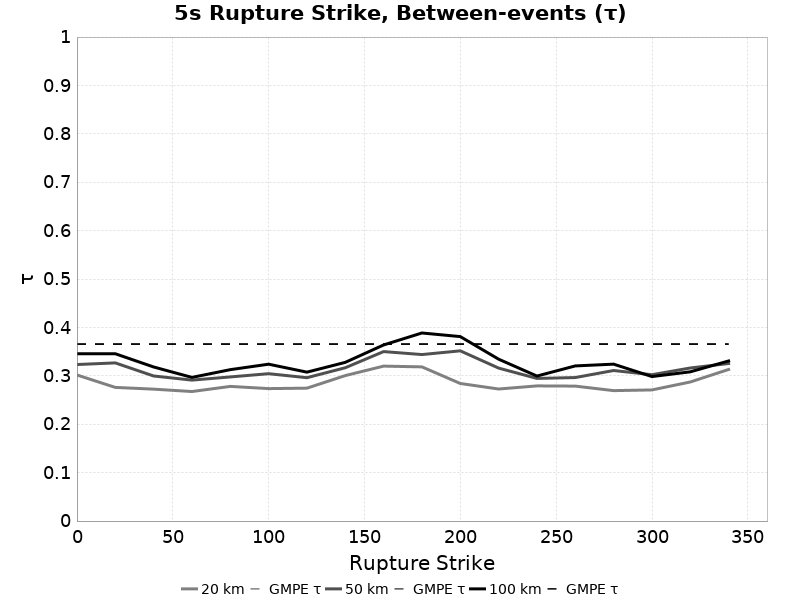 5s Rupture Strike, Between-events (τ)
1
0.9
0.8
0.7
0.6
0.5
0.4
0.3
0.2
0.1
0
τ
0 50 100 150 200 250 300 350
Rupture Strike
20 km GMPE τ 50 km GMPE τ 100 km GMPE τ